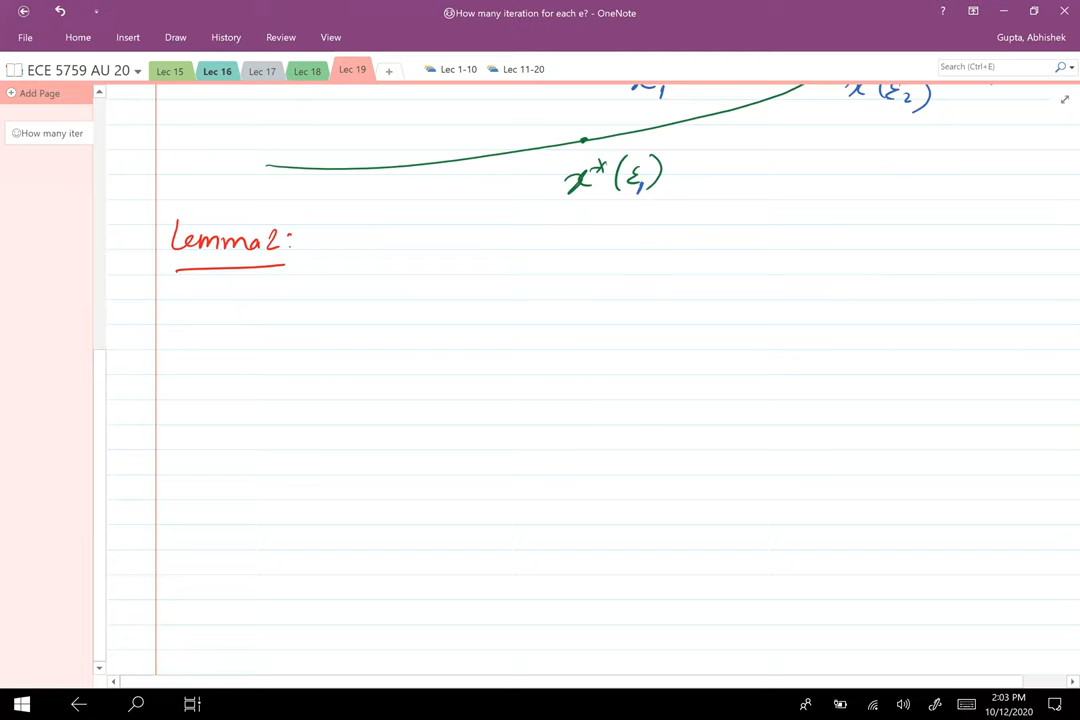 How many iteration for each e? - OneNote
File Home Insert Draw History Review View Gupta, Abhishek
ECE 5759 AU 20 Lec 15 Lec 16 Lec 17 Lec 18 Lec 19 Lec 1-10 Lec 11-20 Search (Ctrl+E)
Add Page
How many iter
x*(ε₁)
Lemma 2:
2:03 PM
10/12/2020